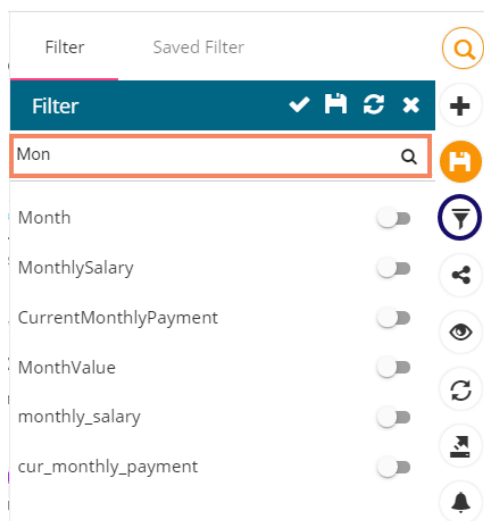 Filter Saved Filter
Filter
Mon
Month
MonthlySalary
CurrentMonthlyPayment
MonthValue
monthly_salary
cur_monthly_payment